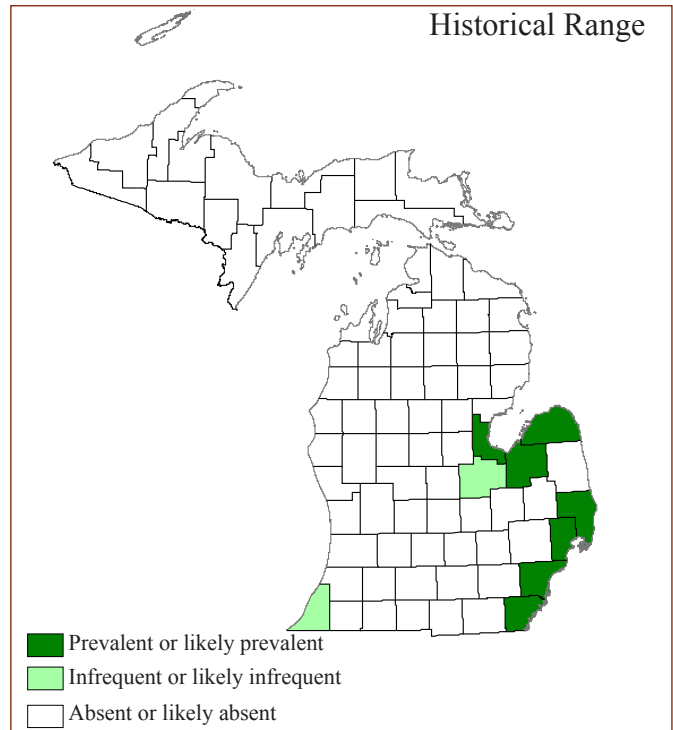 Historical Range
Prevalent or likely prevalent
Infrequent or likely infrequent
Absent or likely absent